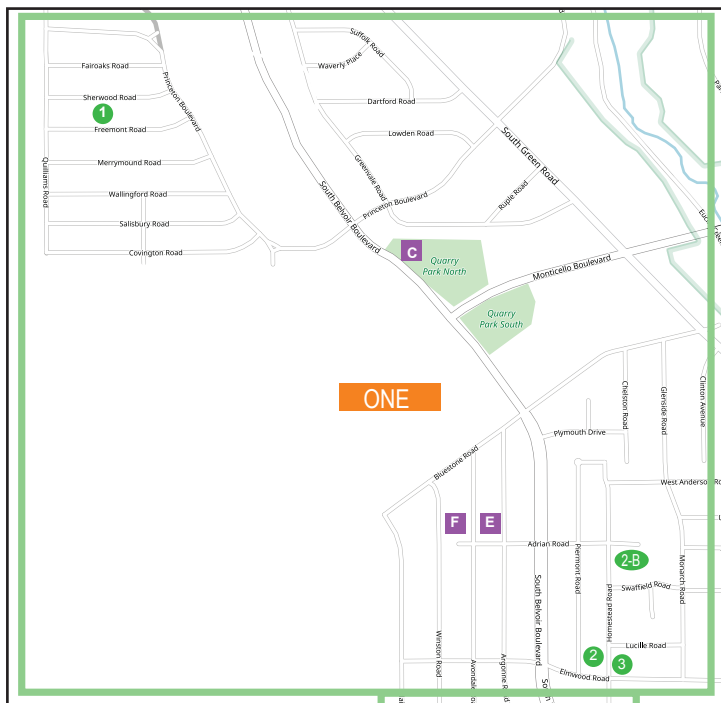 Suffolk Road
Waverly Place
Fairoaks Road
Princeton Boulevard
Sherwood Road
Dartford Road
1
Freemont Road
Lowden Road
South Green Road
Merrymound Road
Greenvale Road
Quilliams Road
South Belvoir Boulevard
Wallingford Road
Princeton Boulevard
Ruple Road
Salisbury Road
Covington Road
C
Quarry
Park North
Monticello Boulevard
Quarry
Park South
ONE
Chelston Road
Glenside Road
Clinton Avenue
Plymouth Drive
Bluestone Road
West Anderson Ro
F
E
Adrian Road
2-B
Piermont Road
Monarch Road
South Belvoir Boulevard
Swaffield Road
Homestead Road
Winston Road
Lucille Road
2
3
Argonne Road
Avondale
Elmwood Road
South